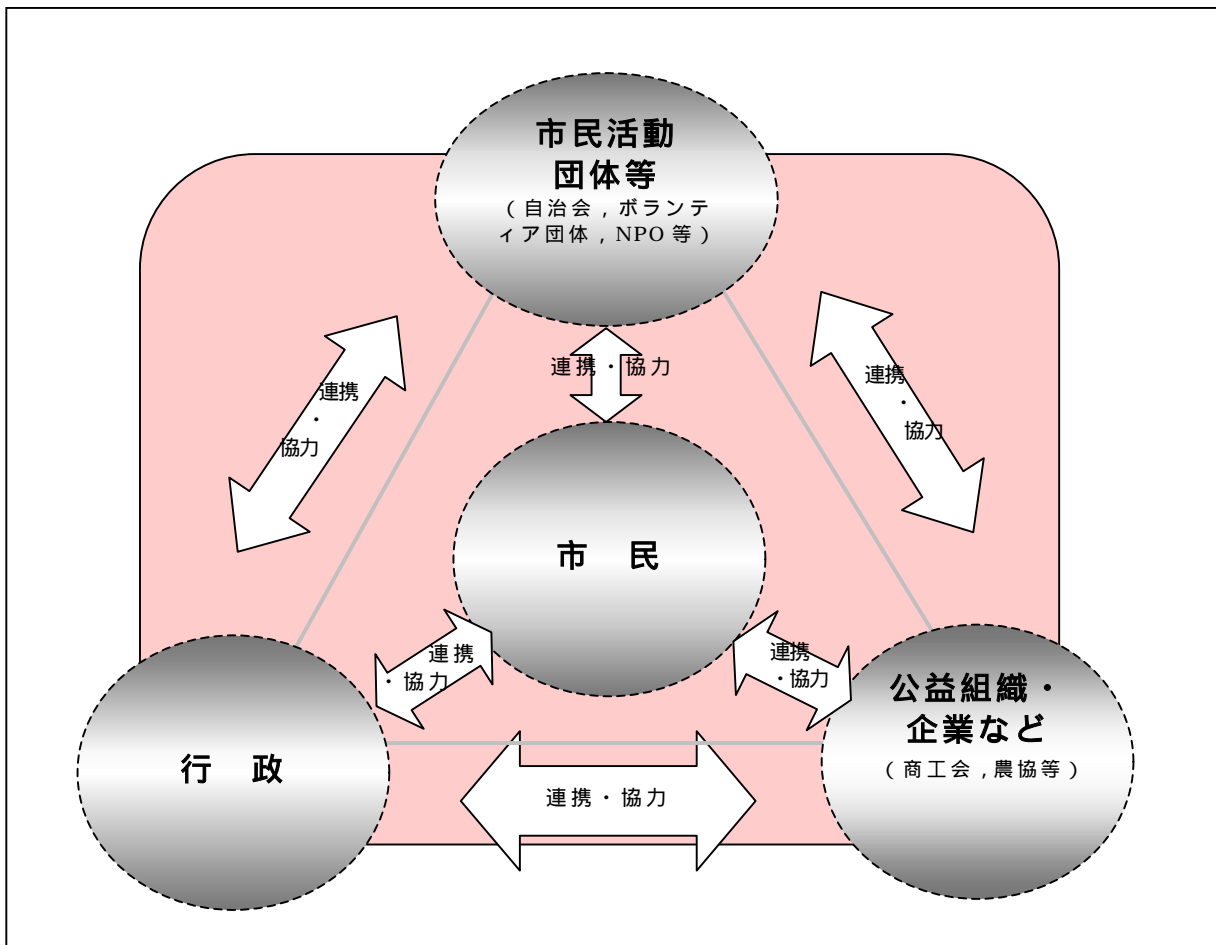 市民活動
団体等
（自治会，ボランテ
ィア団体，NPO 等）
連携・協力
連携
・
協力
連携
・
協力
市　民
連携
・協力
連携
・協力
公益組織・
企業など
（商工会，農協等）
行　政
連携・協力